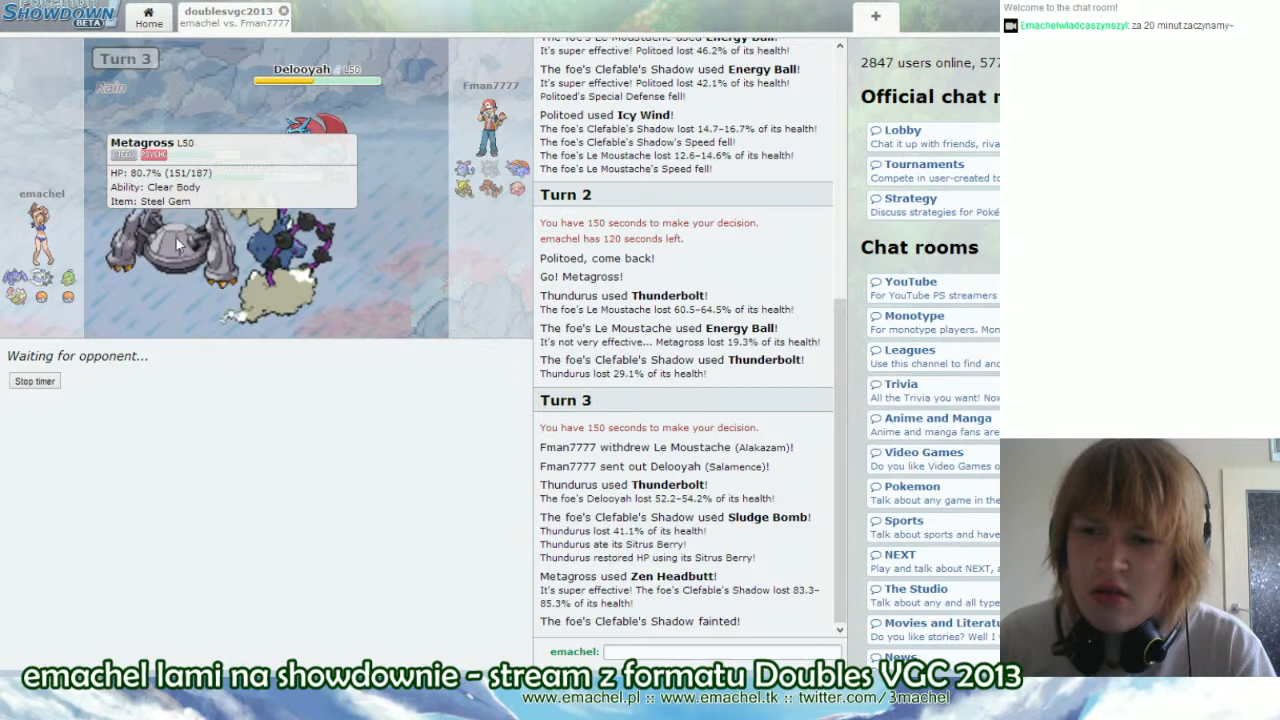 SHOWDOWN
BETA
Home
doublesvgc2013
emachel vs. Fman7777
Turn 3
Rain
Delooyah L50
Fman7777
Metagross L50
STEEL PSYCHC
HP: 80.7% (151/187)
Ability: Clear Body
Item: Steel Gem
emachel
Waiting for opponent...
Stop timer
It's super effective! Politoed lost 46.2% of its health!
The foe's Clefable's Shadow used Energy Ball!
It's super effective! Politoed lost 42.1% of its health!
Politoed's Special Defense fell!
Politoed used Icy Wind!
The foe's Clefable's Shadow lost 14.7–16.7% of its health!
The foe's Clefable's Shadow's Speed fell!
The foe's Le Moustache lost 12.6–14.6% of its health!
The foe's Le Moustache's Speed fell!
Turn 2
You have 150 seconds to make your decision.
emachel has 120 seconds left.
Politoed, come back!
Go! Metagross!
Thundurus used Thunderbolt!
The foe's Le Moustache lost 60.5–64.5% of its health!
The foe's Le Moustache used Energy Ball!
It's not very effective... Metagross lost 19.3% of its health!
The foe's Clefable's Shadow used Thunderbolt!
Thundurus lost 29.1% of its health!
Turn 3
You have 150 seconds to make your decision.
Fman7777 withdrew Le Moustache (Alakazam)!
Fman7777 sent out Delooyah (Salamence)!
Thundurus used Thunderbolt!
The foe's Delooyah lost 52.2–54.2% of its health!
The foe's Clefable's Shadow used Sludge Bomb!
Thundurus lost 41.1% of its health!
Thundurus ate its Sitrus Berry!
Thundurus restored HP using its Sitrus Berry!
Metagross used Zen Headbutt!
It's super effective! The foe's Clefable's Shadow lost 83.3–
85.3% of its health!
The foe's Clefable's Shadow fainted!
emachel:
2847 users online, 577
Official chat r
Lobby
Chat it up with friends, riva
Tournaments
Compete in user-created to
Strategy
Discuss strategies for Poké
Chat rooms
YouTube
For YouTube PS streamers
Monotype
For monotype players. Mon
Leagues
Use this channel to find anc
Trivia
All the Trivia you want! Nov
Anime and Manga
Anime and manga fans are
Video Games
Do you like Video Games o
Pokemon
Talk about any game in the
Sports
Talk about sports and have
NEXT
Play and talk about NEXT, a
The Studio
Talk about any and all type
Movies and Literatu
Do you like stories? Well I
News
Welcome to the chat room!
Emachelwladcaszynszyl: za 20 minut zaczynamy~
emachel lami na showdownie - stream z formatu Doubles VGC 2013
www.emachel.pl :: www.emachel.tk :: twitter.com/3machel